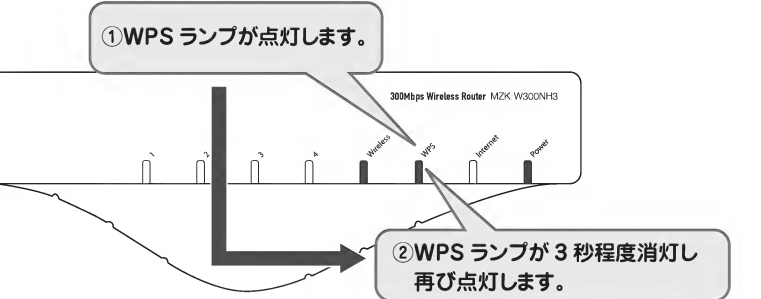 ①WPS ランプが点灯します。
300Mbps Wireless Router MZK W300NH3
1 2 3 4 Wireless WPS Internet Power
②WPS ランプが 3 秒程度消灯し
再び点灯します。